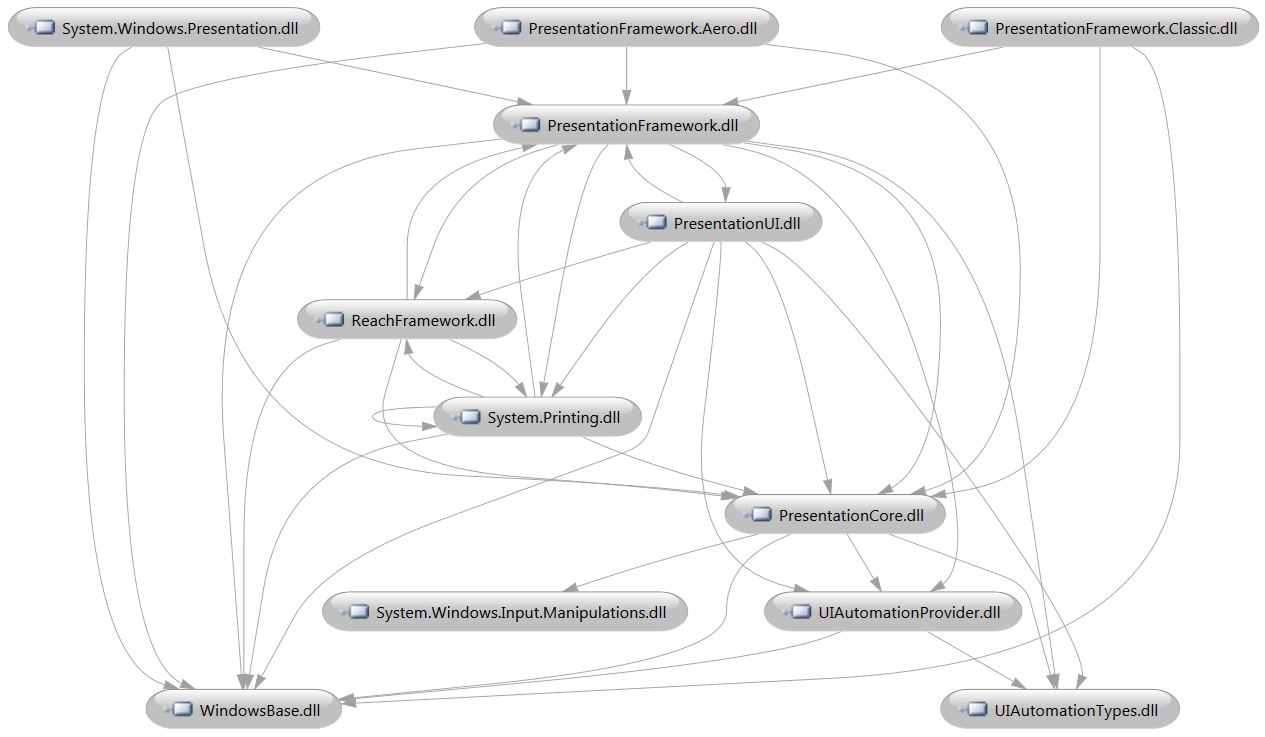 System.Windows.Presentation.dll
PresentationFramework.Aero.dll
PresentationFramework.Classic.dll
PresentationFramework.dll
PresentationUI.dll
ReachFramework.dll
System.Printing.dll
PresentationCore.dll
System.Windows.Input.Manipulations.dll
UIAutomationProvider.dll
WindowsBase.dll
UIAutomationTypes.dll